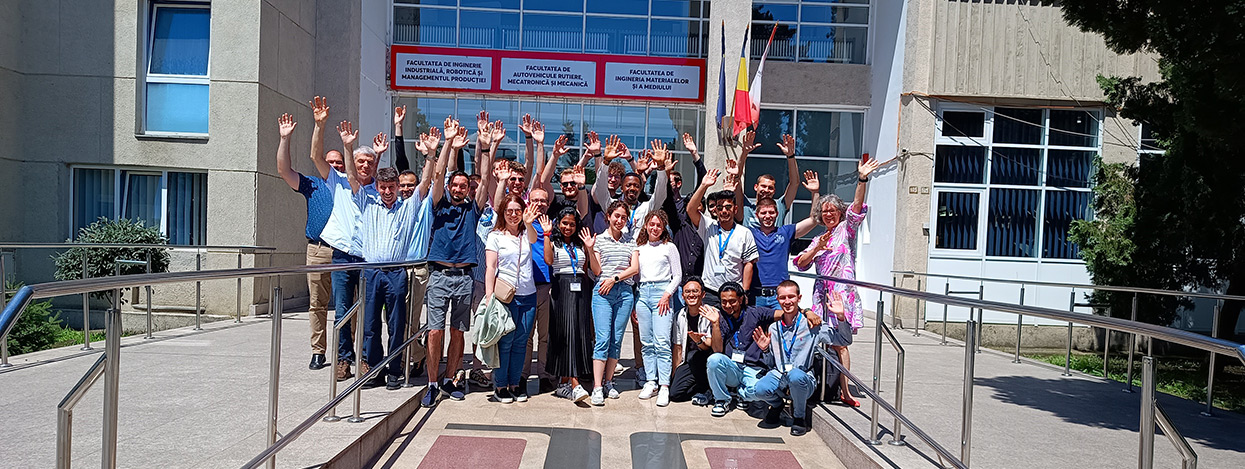 FACULTATEA DE INGINERIE
INDUSTRIALĂ, ROBOTICĂ ȘI
MANAGEMENTUL PRODUCȚIEI
FACULTATEA DE
AUTOVEHICULE RUTIERE,
MECATRONICĂ ȘI MECANICĂ
FACULTATEA DE
INGINERIA MATERIALELOR
ȘI A MEDIULUI